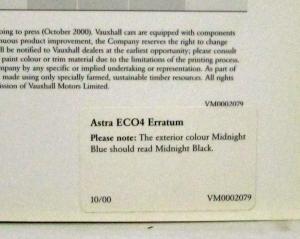 oing to press (October 2000). Vauxhall cars are equipped with components
nuous product improvement, the Company reserves the right to change
ll be notified to Vauxhall dealers at the earliest opportunity; please consult
paint colour or trim material due to the limitations of the printing process.
mpany by any specific or implied undertaking or representation. As part of
made using only specially farmed, sustainable timber resources. All rights
ission of Vauxhall Motors Limited.
VM0002079
Astra ECO4 Erratum
Please note: The exterior colour Midnight
Blue should read Midnight Black.
10/00 VM0002079